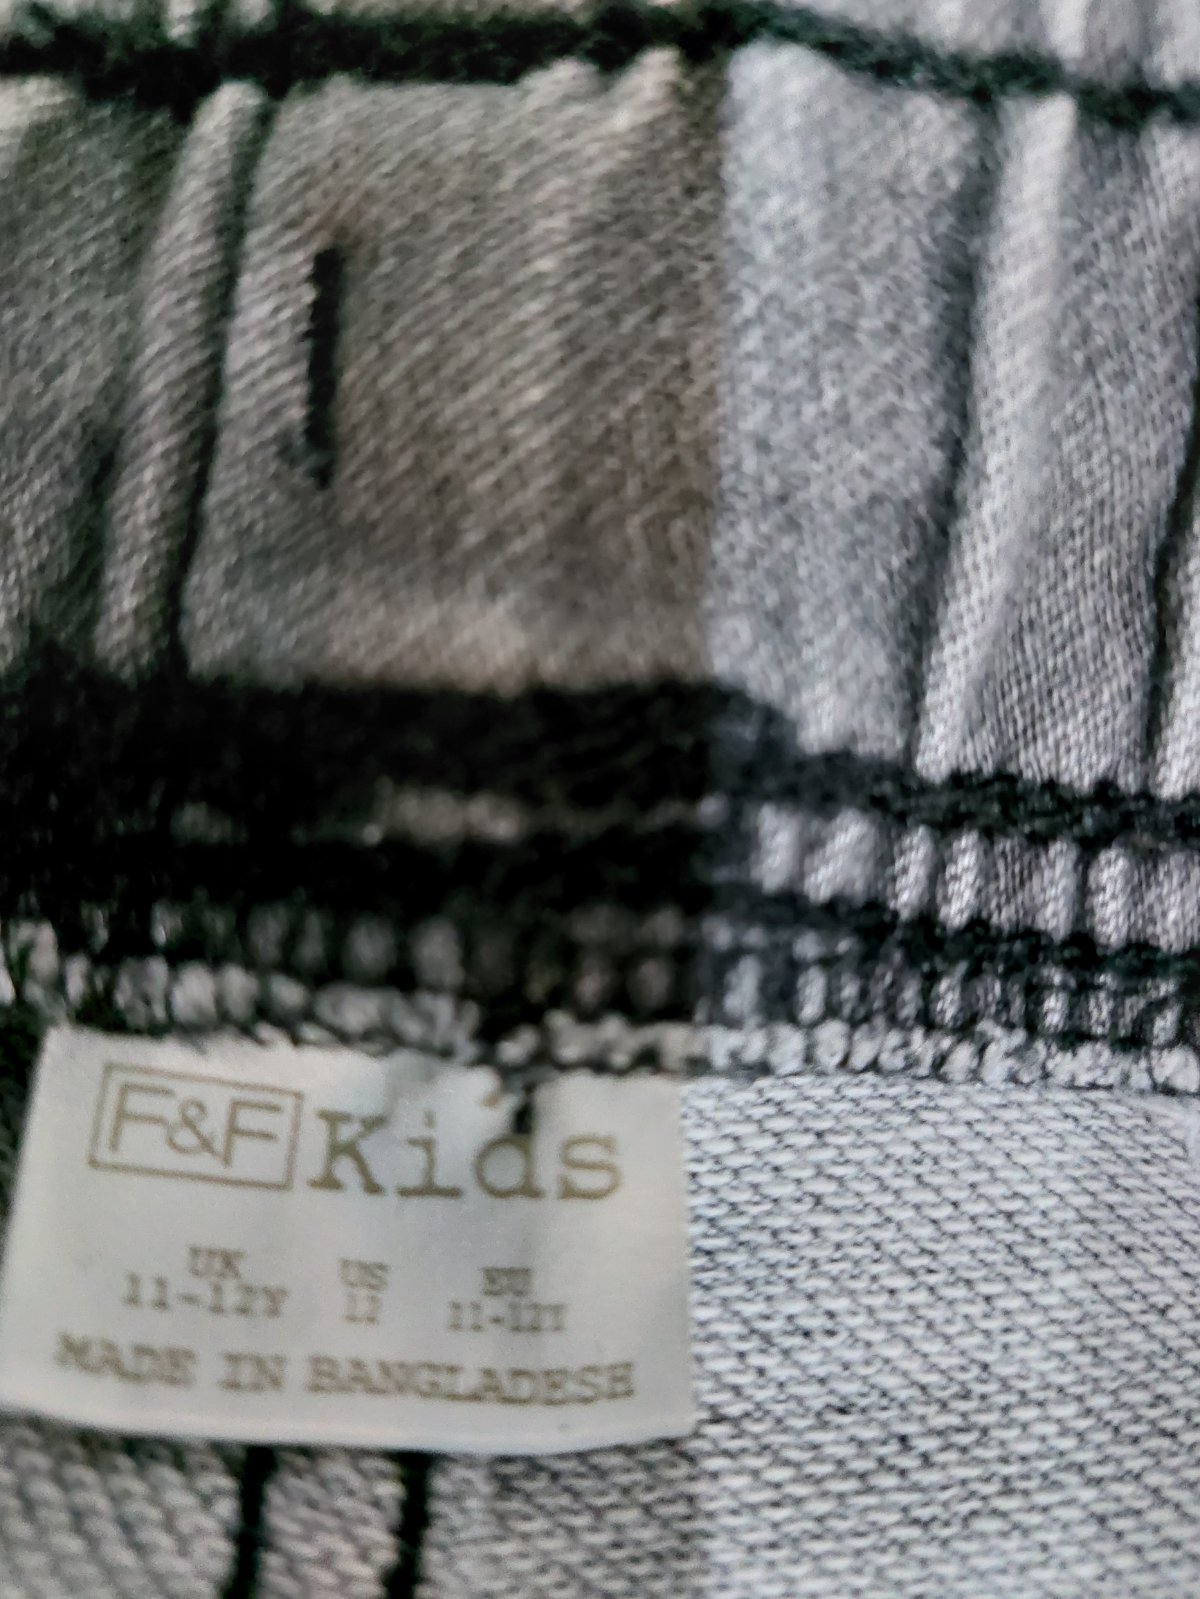 F&F Kids
UK US EU
11-12Y 12 11-12Y
MADE IN BANGLADESH